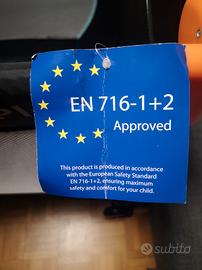 EN 716-1+2
Approved
This product is produced in accordance
with the European Safety Standard
EN 716-1+2, ensuring maximum
safety and comfort for your child.
subito